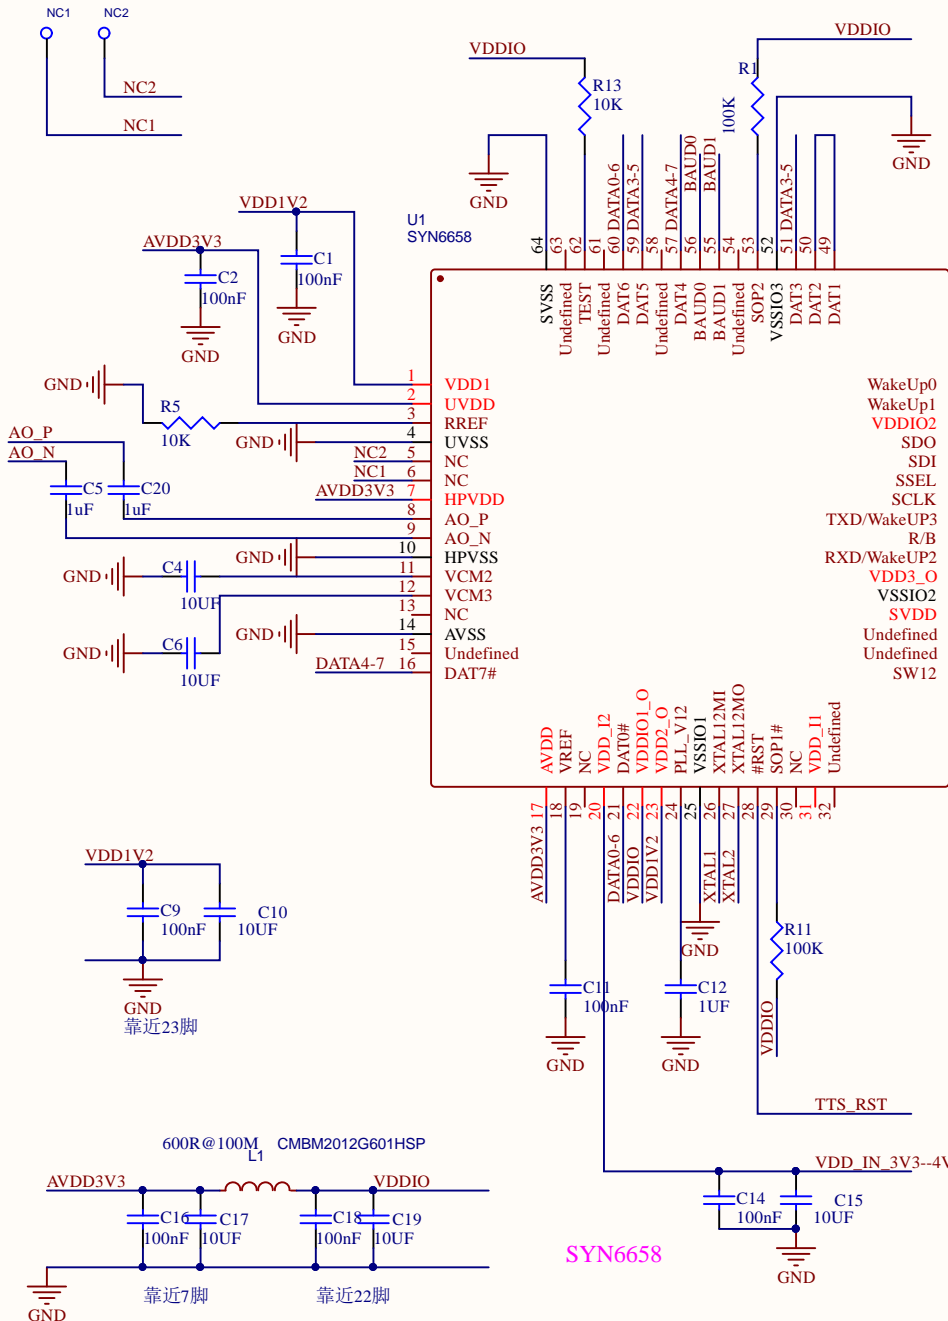 NC1
NC2
NC2
NC1
VDDIO
R13
10K
VDDIO
R1
100K
GND
GND
VDD1V2
C1
100nF
GND
AVDD3V3
C2
100nF
GND
U1
SYN6658
DATA0-6
DATA3-5
DATA4-7
BAUD0
BAUD1
DATA3-5
64
63
62
61
60
59
58
57
56
55
54
53
52
51
50
49
SVSS
Undefined
TEST
Undefined
DAT6
DAT5
Undefined
DAT4
BAUD0
BAUD1
Undefined
SOP2
VSSIO3
DAT3
DAT2
DAT1
GND
R5
10K
AO_P
AO_N
C5
1uF
C20
1uF
GND
NC2
NC1
AVDD3V3
GND
GND
C4
10UF
GND
C6
10UF
GND
DATA4-7
1 VDD1
2 UVDD
3 RREF
4 UVSS
5 NC
6 NC
7 HPVDD
8 AO_P
9 AO_N
10 HPVSS
11 VCM2
12 VCM3
13 NC
14 AVSS
15 Undefined
16 DAT7#
WakeUp0
WakeUp1
VDDIO2
SDO
SDI
SSEL
SCLK
TXD/WakeUP3
R/B
RXD/WakeUP2
VDD3_O
VSSIO2
SVDD
Undefined
Undefined
SW12
AVDD
VREF
NC
VDD_I2
DAT0#
VDDIO1_O
VDD2_O
PLL_V12
VSSIO1
XTAL12MI
XTAL12MO
#RST
SOP1#
NC
VDD_I1
Undefined
17
18
19
20
21
22
23
24
25
26
27
28
29
30
31
32
AVDD3V3
DATA0-6
VDDIO
VDD1V2
XTAL1
XTAL2
GND
R11
100K
VDDIO
C11
100nF
GND
C12
1UF
GND
TTS_RST
VDD1V2
C9
100nF
C10
10UF
GND
靠近23脚
600R@100M
L1
CMBM2012G601HSP
AVDD3V3
VDDIO
C16
100nF
C17
10UF
C18
100nF
C19
10UF
GND
靠近7脚
靠近22脚
VDD_IN_3V3--4V
C14
100nF
C15
10UF
GND
SYN6658